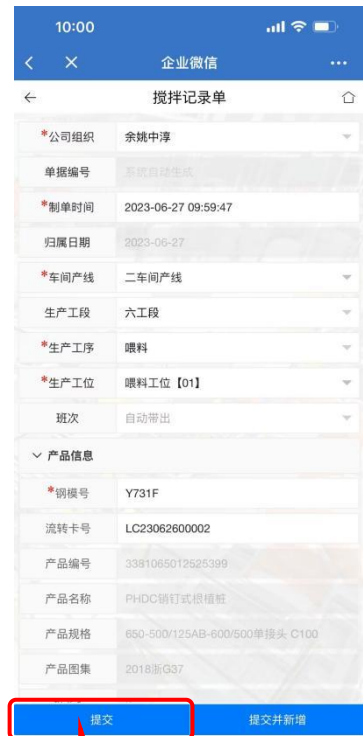 10:00
企业微信
搅拌记录单
*公司组织 余姚中淳
单据编号 系统自动生成
*制单时间 2023-06-27 09:59:47
归属日期 2023-06-27
*车间产线 二车间产线
生产工段 六工段
*生产工序 喂料
*生产工位 喂料工位【01】
班次 自动带出
产品信息
*钢模号 Y731F
流转卡号 LC23062600002
产品编号 3381065012525399
产品名称 PHDC销钉式根植桩
产品规格 650-500/125AB-600/500单接头 C100
产品图集 2018浙G37
提交 提交并新增